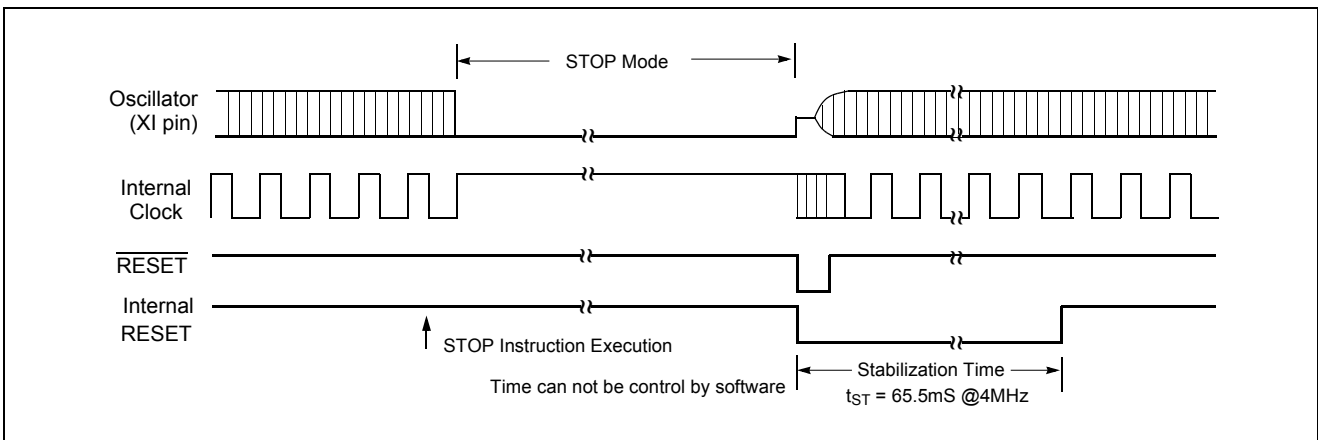 STOP Mode
Oscillator
(XI pin)
Internal
Clock
RESET
Internal
RESET
STOP Instruction Execution
Time can not be control by software
Stabilization Time
tST = 65.5mS @4MHz